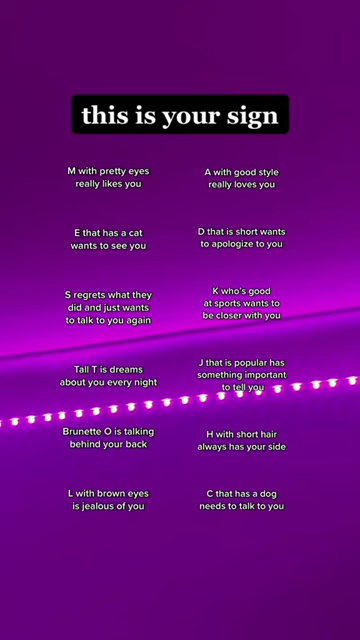 this is your sign
M with pretty eyes
really likes you
A with good style
really loves you
E that has a cat
wants to see you
D that is short wants
to apologize to you
S regrets what they
did and just wants
to talk to you again
K who's good
at sports wants to
be closer with you
Tall T is dreams
about you every night
J that is popular has
something important
to tell you
Brunette O is talking
behind your back
H with short hair
always has your side
L with brown eyes
is jealous of you
C that has a dog
needs to talk to you